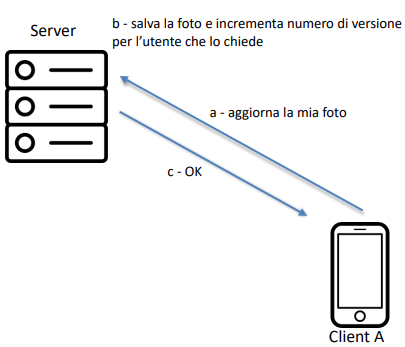 Server
b - salva la foto e incrementa numero di versione
per l’utente che lo chiede
a - aggiorna la mia foto
c - OK
Client A